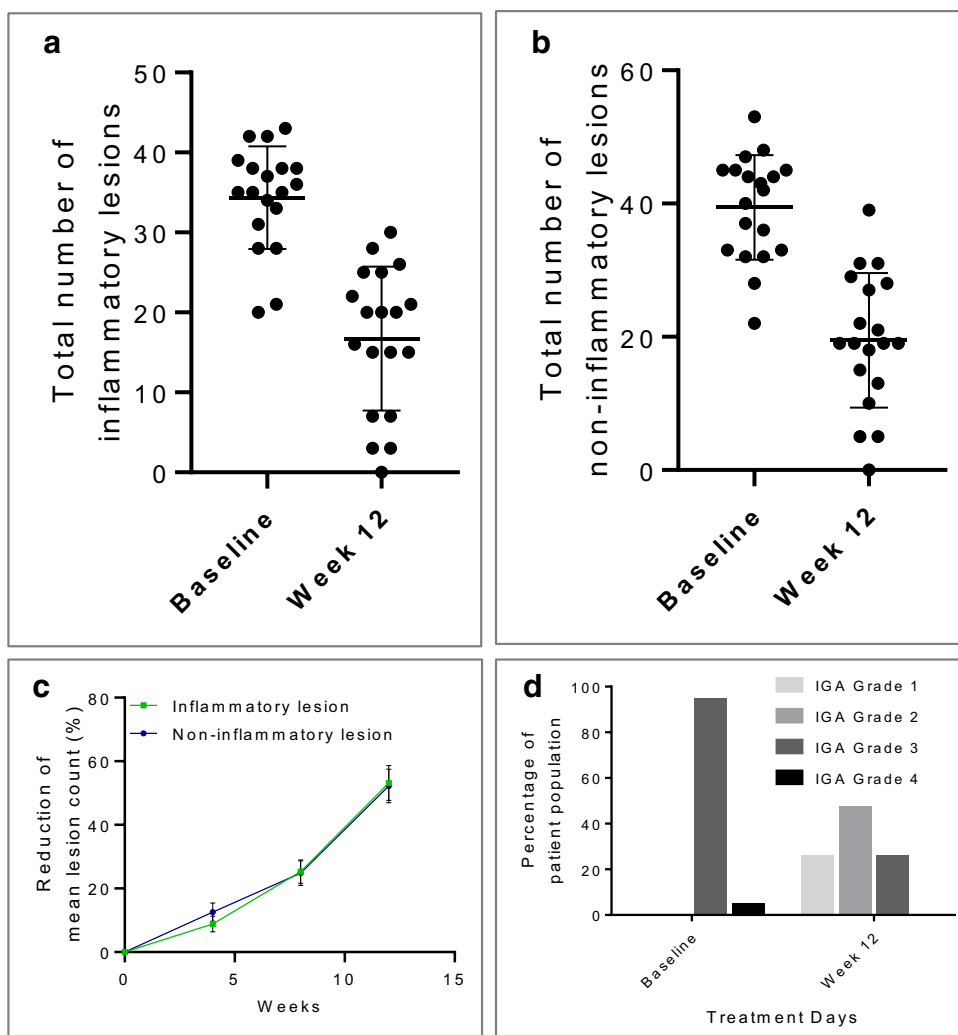 a
Total number of
inflammatory lesions
50
40
30
20
10
0
Baseline
Week 12
b
Total number of
non-inflammatory lesions
60
40
20
0
Baseline
Week 12
c
Reduction of
mean lesion count (%)
80
60
40
20
0
Inflammatory lesion
Non-inflammatory lesion
0
5
10
15
Weeks
d
Percentage of
patient population
100
80
60
40
20
0
IGA Grade 1
IGA Grade 2
IGA Grade 3
IGA Grade 4
Baseline
Week 12
Treatment Days